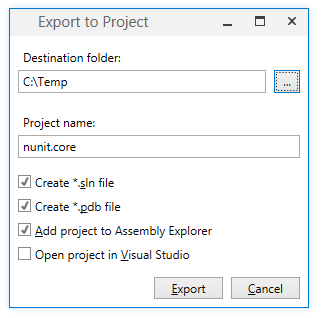 Export to Project
Destination folder:
C:\Temp
...
Project name:
nunit.core
Create *.sln file
Create *.pdb file
Add project to Assembly Explorer
Open project in Visual Studio
Export Cancel